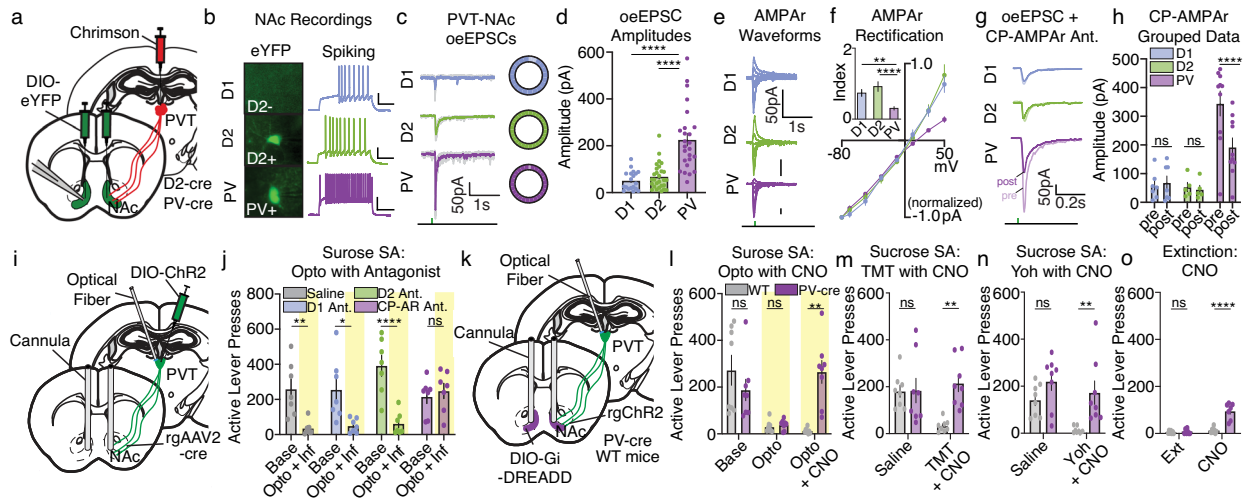 a
Chrimson
DIO-
eYFP
PVT
D2-cre
PV-cre
NAc
b
NAc Recordings
eYFP
Spiking
D1
D2-
D2
D2+
PV
PV+
c
PVT-NAc
oeEPSCs
D1
D2
PV
50pA
1s
d
oeEPSC
Amplitudes
****
****
Amplitude (pA)
600
400
200
0
D1
D2
PV
e
AMPAr
Waveforms
D1
D2
PV
50pA
1s
f
AMPAr
Rectification
Index
2
1
0
**
****
D1
D2
PV
1.0
-80
50
mV
(normalized)
-1.0 pA
g
oeEPSC +
CP-AMPAr Ant.
D1
D2
PV
post
pre
50pA
0.2s
h
CP-AMPAr
Grouped Data
D1
D2
PV
****
ns
ns
Amplitude (pA)
500
400
300
200
100
0
pre
post
pre
post
pre
post
i
Optical
Fiber
DIO-ChR2
Cannula
PVT
NAc
rgAAV2
-cre
j
Surose SA:
Opto with Antagonist
Saline
D2 Ant.
D1 Ant.
CP-AR Ant.
**
*
****
ns
Active Lever Presses
800
600
400
200
0
Base
Opto + Inf
Base
Opto + Inf
Base
Opto + Inf
Base
Opto + Inf
k
Optical
Fiber
Cannula
PVT
rgChR2
NAc
DIO-Gi
-DREADD
PV-cre
WT mice
l
Surose SA:
Opto with CNO
WT
PV-cre
ns
ns
**
Active Lever Presses
600
400
200
0
Base
Opto
Opto
+ CNO
m
Sucrose SA:
TMT with CNO
ns
**
Active Lever Presses
600
400
200
0
Saline
TMT
+ CNO
n
Sucrose SA:
Yoh with CNO
ns
**
Active Lever Presses
600
400
200
0
Saline
Yoh
+ CNO
o
Extinction:
CNO
ns
****
Active Lever Presses
600
400
200
0
Ext
CNO